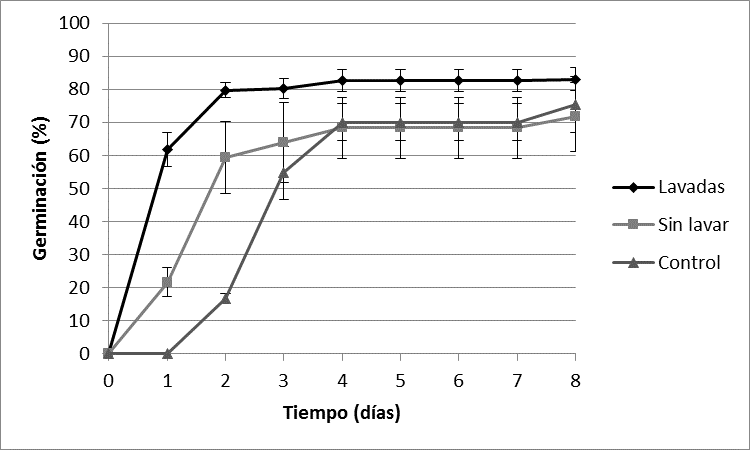 100
90
80
70
60
50
40
30
20
10
0
Germinación (%)
0 1 2 3 4 5 6 7 8
Tiempo (días)
Lavadas
Sin lavar
Control